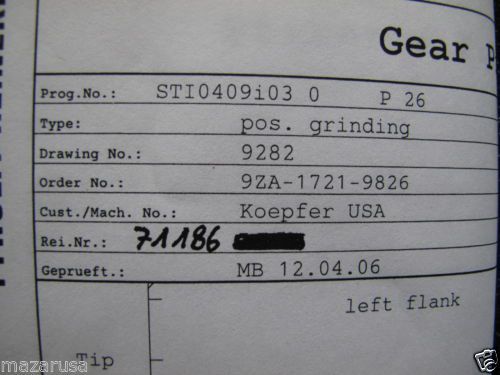 Gear
Prog.No.: STI0409i03 0 P 26
Type: pos. grinding
Drawing No.: 9282
Order No.: 9ZA-1721-9826
Cust./Mach. No.: Koepfer USA
Rei.Nr.: 71186
Geprueft.: MB 12.04.06
left flank
Tip
mazarusa
ebay